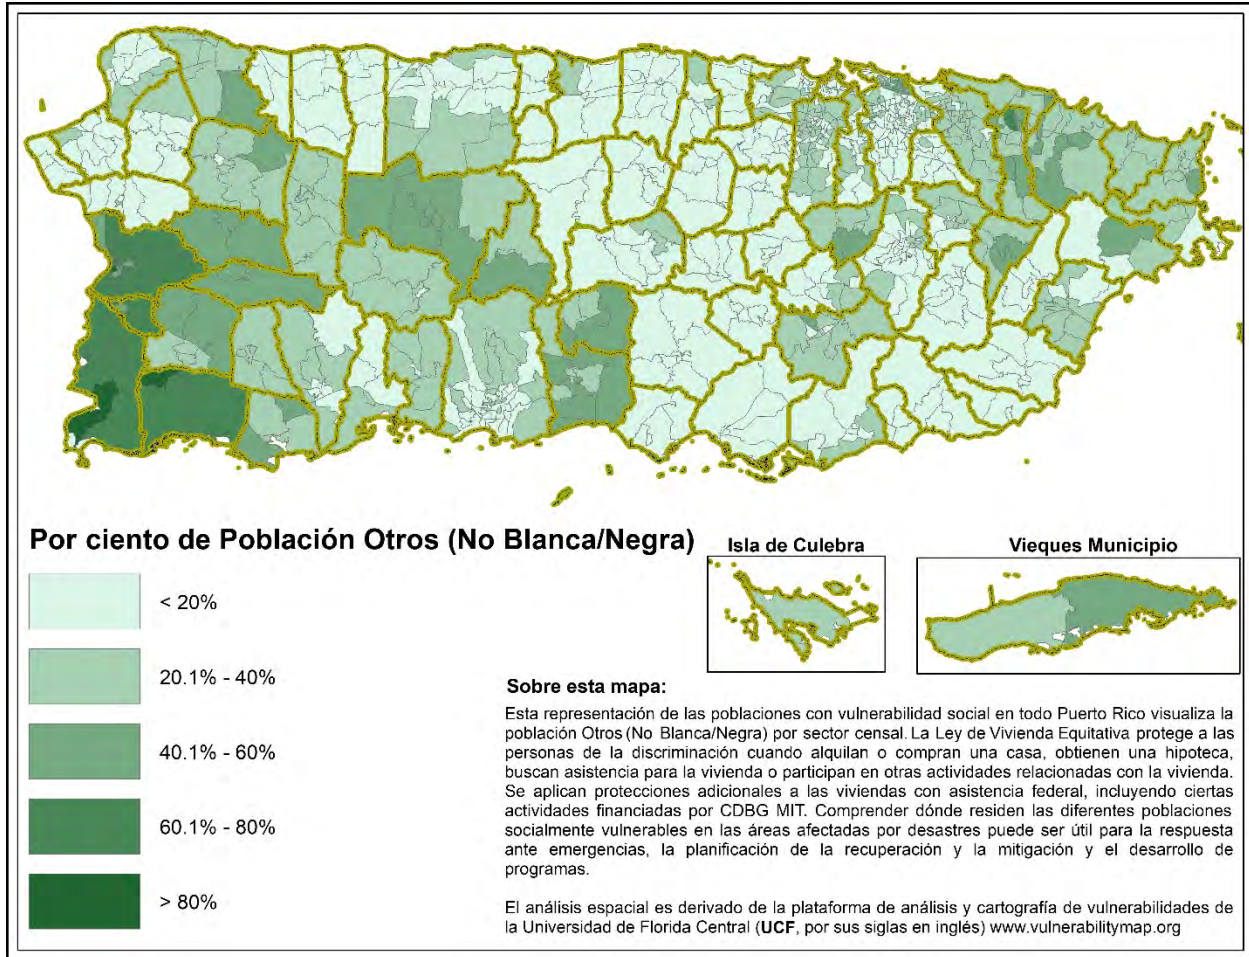 Por ciento de Población Otros (No Blanca/Negra)
< 20%
20.1% - 40%
40.1% - 60%
60.1% - 80%
> 80%
Isla de Culebra
Vieques Municipio
Sobre esta mapa:
Esta representación de las poblaciones con vulnerabilidad social en todo Puerto Rico visualiza la
población Otros (No Blanca/Negra) por sector censal. La Ley de Vivienda Equitativa protege a las
personas de la discriminación cuando alquilan o compran una casa, obtienen una hipoteca,
buscan asistencia para la vivienda o participan en otras actividades relacionadas con la vivienda.
Se aplican protecciones adicionales a las viviendas con asistencia federal, incluyendo ciertas
actividades financiadas por CDBG MIT. Comprender dónde residen las diferentes poblaciones
socialmente vulnerables en las áreas afectadas por desastres puede ser útil para la respuesta
ante emergencias, la planificación de la recuperación y la mitigación y el desarrollo de
programas.
El análisis espacial es derivado de la plataforma de análisis y cartografía de vulnerabilidades de
la Universidad de Florida Central (UCF, por sus siglas en inglés) www.vulnerabilitymap.org